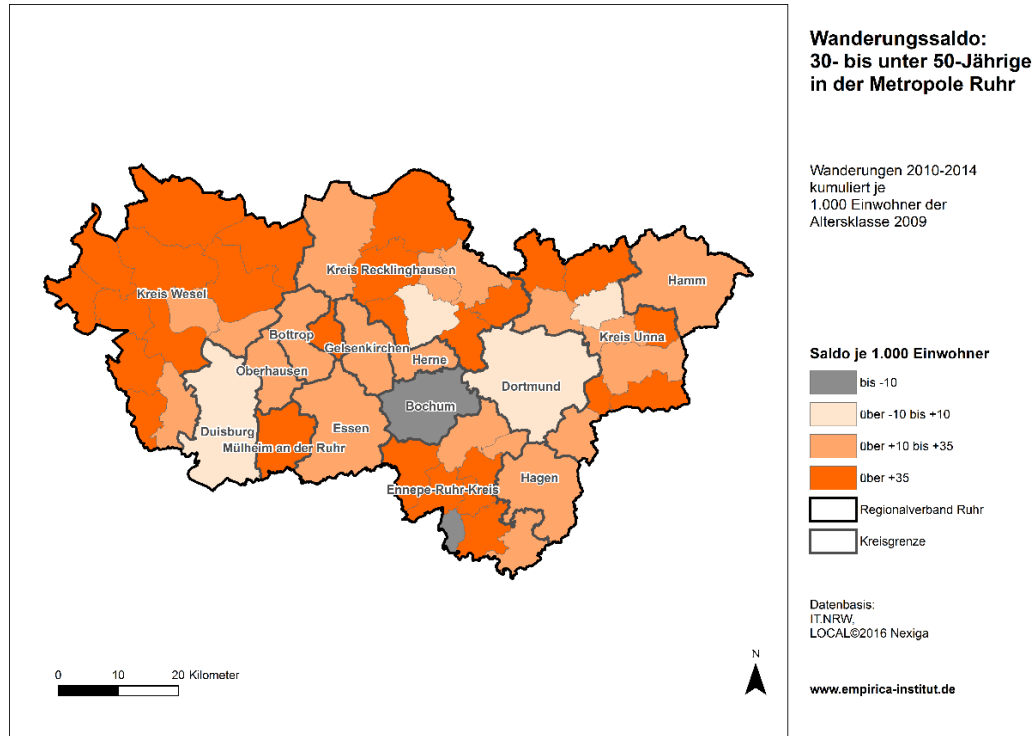 Wanderungssaldo:
30- bis unter 50-Jährige
in der Metropole Ruhr
Wanderungen 2010-2014
kumuliert je
1.000 Einwohner der
Altersklasse 2009
Kreis Recklinghausen
Hamm
Kreis Wesel
Bottrop
Gelsenkirchen
Kreis Unna
Herne
Oberhausen
Dortmund
Bochum
Duisburg
Essen
Mülheim an der Ruhr
Hagen
Ennepe-Ruhr-Kreis
Saldo je 1.000 Einwohner
bis -10
über -10 bis +10
über +10 bis +35
über +35
Regionalverband Ruhr
Kreisgrenze
Datenbasis:
IT.NRW,
LOCAL©2016 Nexiga
N
0 10 20 Kilometer
www.empirica-institut.de